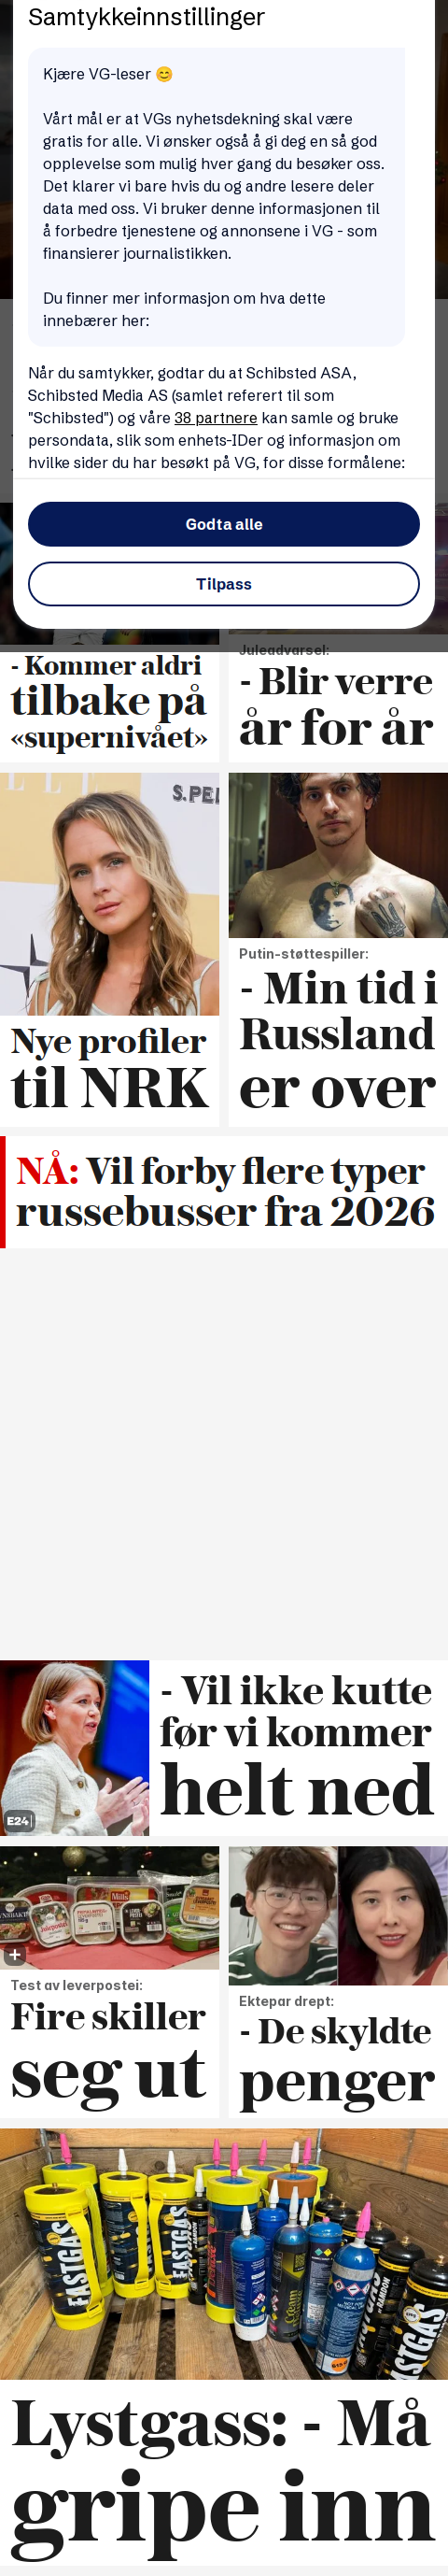 Samtykkeinnstillinger
Kjære VG-leser 😊
Vårt mål er at VGs nyhetsdekning skal være
gratis for alle. Vi ønsker også å gi deg en så god
opplevelse som mulig hver gang du besøker oss.
Det klarer vi bare hvis du og andre lesere deler
data med oss. Vi bruker denne informasjonen til
å forbedre tjenestene og annonsene i VG - som
finansierer journalistikken.
Du finner mer informasjon om hva dette
innebærer her:
Når du samtykker, godtar du at Schibsted ASA,
Schibsted Media AS (samlet referert til som
"Schibsted") og våre 38 partnere kan samle og bruke
persondata, slik som enhets-IDer og informasjon om
hvilke sider du har besøkt på VG, for disse formålene:
Godta alle
Tilpass
- Kommer aldri
tilbake på
«supernivået»
Juleadvarsel:
- Blir verre
år for år
S.PEL
Nye profiler
til NRK
Putin-støttespiller:
- Min tid i
Russland
er over
NÅ: Vil forby flere typer
russebusser fra 2026
E24
- Vil ikke kutte
før vi kommer
helt ned
Mills
+
Test av leverpostei:
Fire skiller
seg ut
Ektepar drept:
- De skyldte
penger
FASTGAS
FASTGAS
FASTGAS
Cream
FASTGAS
Lystgass: - Må
gripe inn